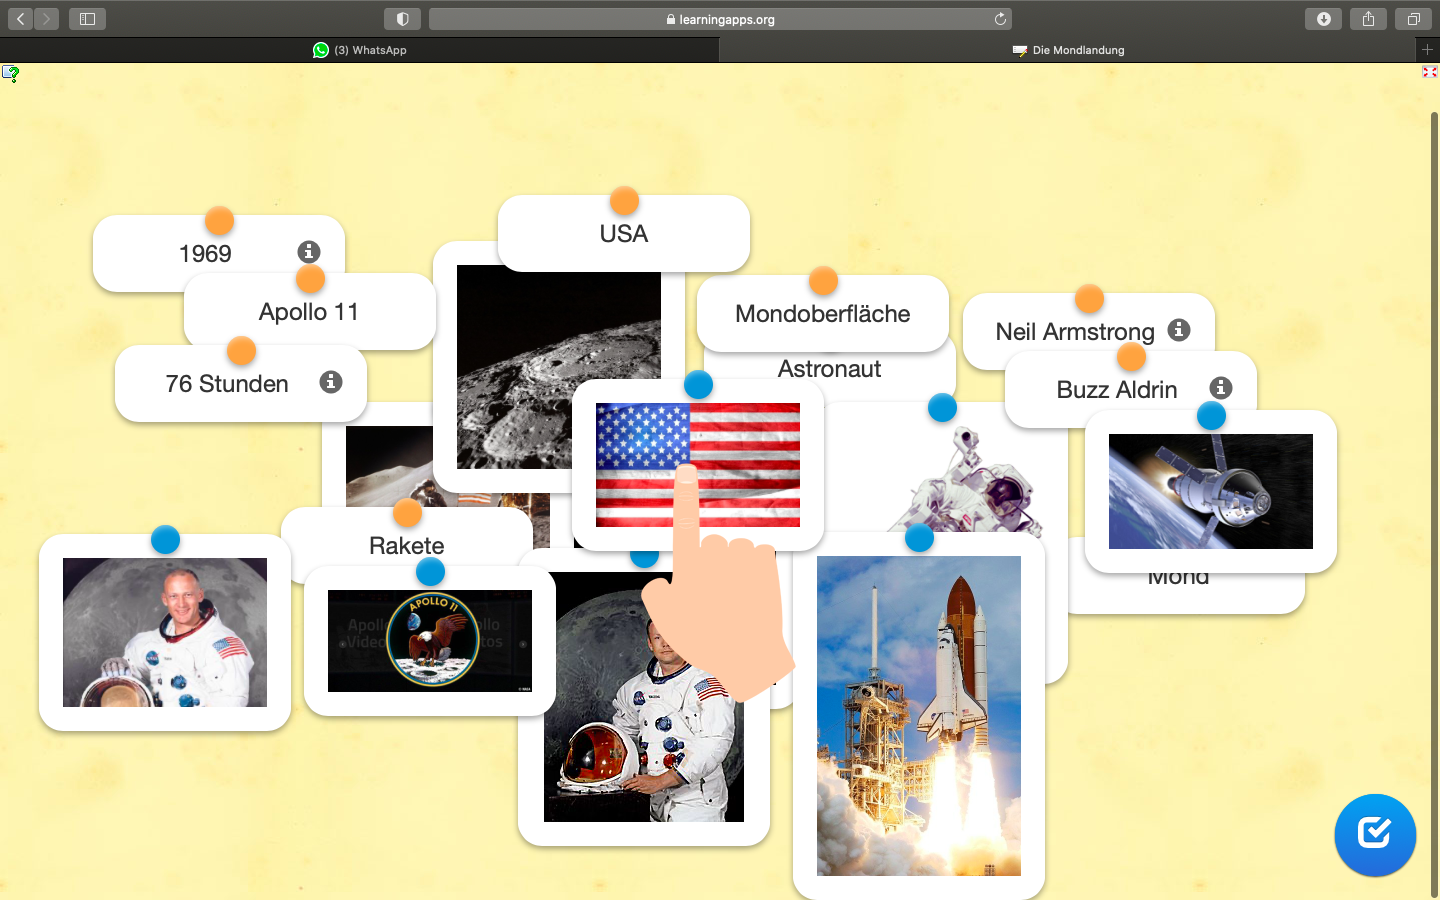 learningapps.org
(3) WhatsApp
Die Mondlandung
USA
1969
Apollo 11
Mondoberfläche
Neil Armstrong
Astronaut
76 Stunden
Buzz Aldrin
Rakete
Mond
APOLLO 11